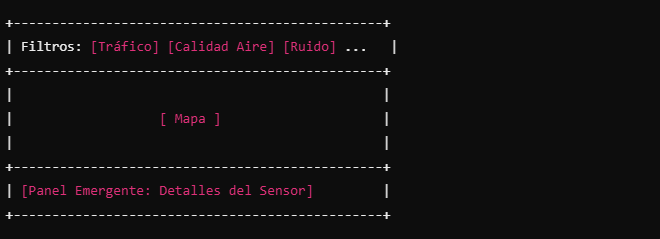 +------------------------------------------------+
| Filtros: [Tráfico] [Calidad Aire] [Ruido] ...   |
+------------------------------------------------+
|                                                |
|                   [ Mapa ]                     |
|                                                |
+------------------------------------------------+
| [Panel Emergente: Detalles del Sensor]         |
+------------------------------------------------+